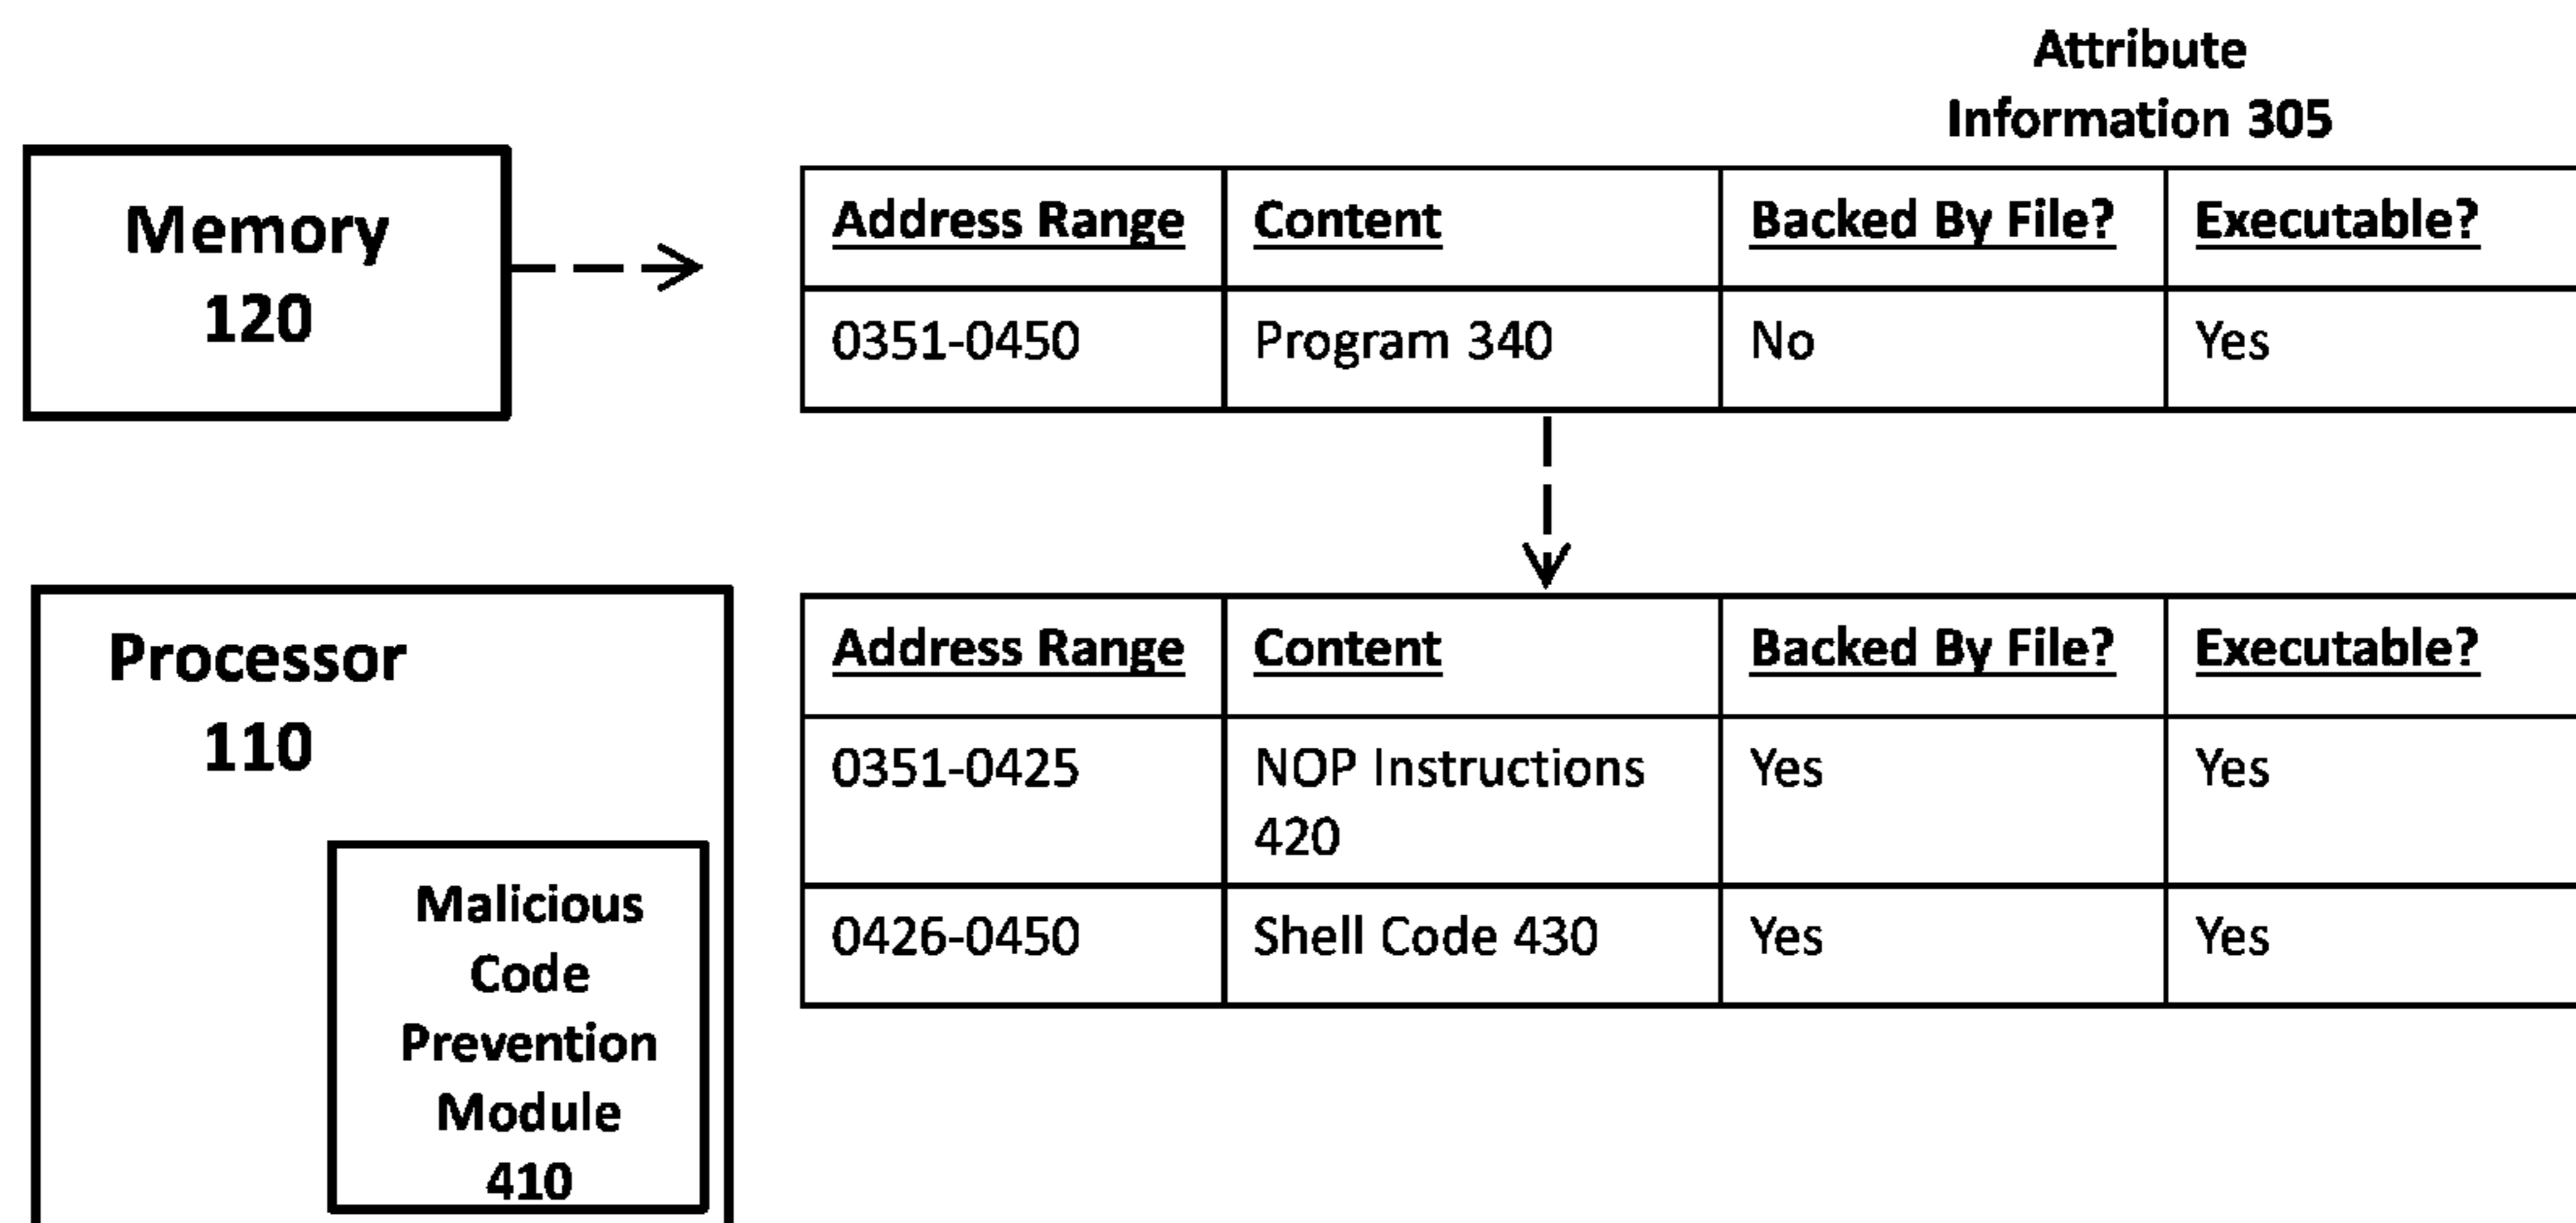 Attribute
Information 305
Memory
120
Address Range Content Backed By File? Executable?
0351-0450 Program 340 No Yes
Processor
110
Malicious
Code
Prevention
Module
410
Address Range Content Backed By File? Executable?
0351-0425 NOP Instructions Yes Yes
420
0426-0450 Shell Code 430 Yes Yes